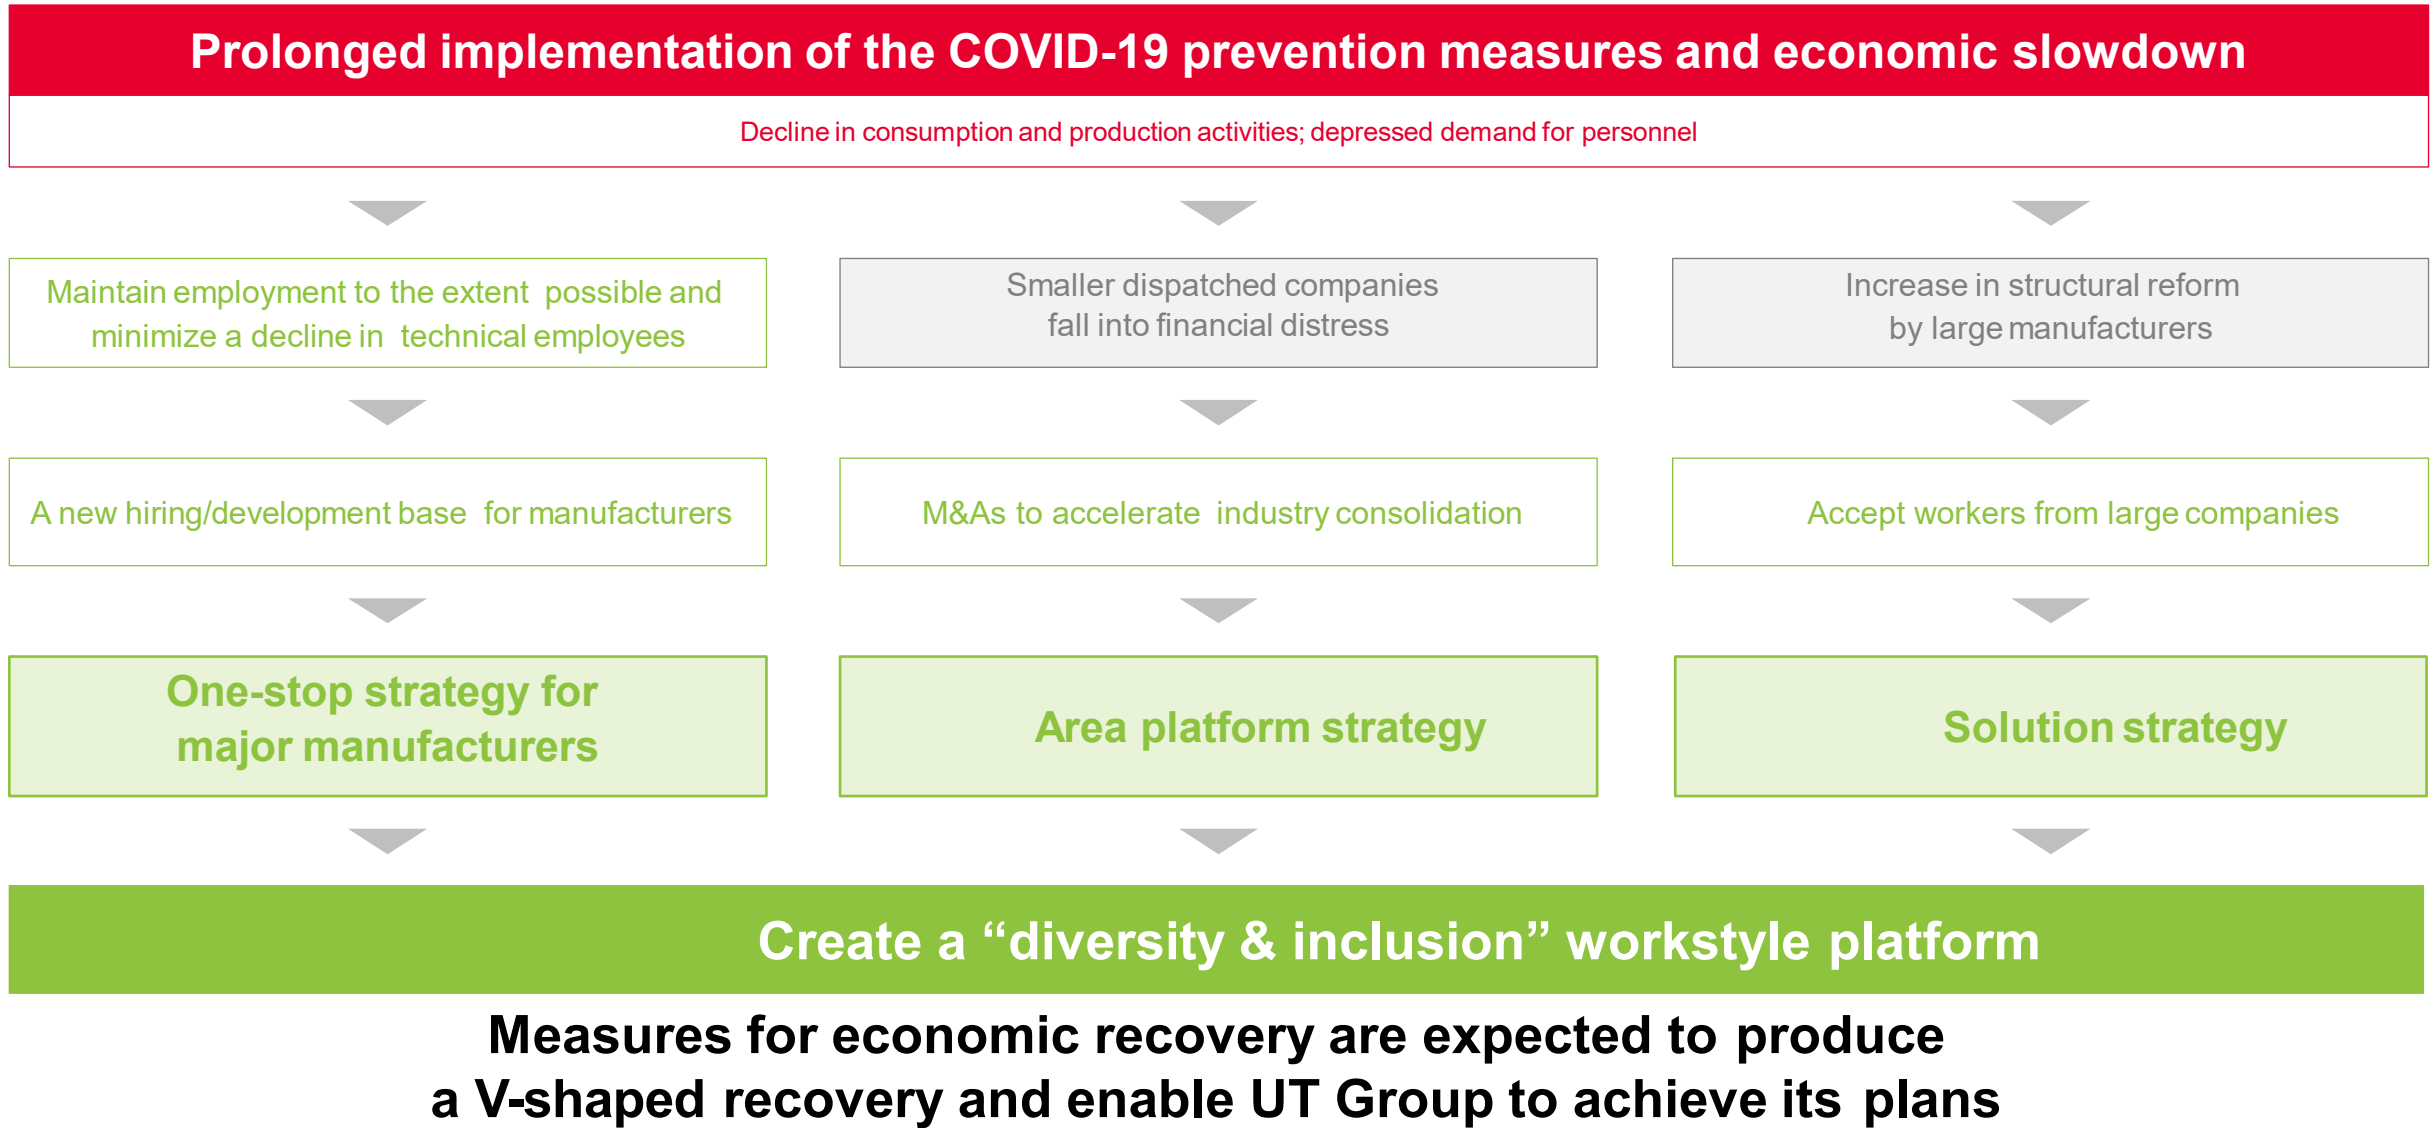 Prolonged implementation of the COVID-19 prevention measures and economic slowdown
Decline in consumption and production activities; depressed demand for personnel
Maintain employment to the extent possible and
minimize a decline in technical employees
Smaller dispatched companies
fall into financial distress
Increase in structural reform
by large manufacturers
A new hiring/development base for manufacturers
M&As to accelerate industry consolidation
Accept workers from large companies
One-stop strategy for
major manufacturers
Area platform strategy
Solution strategy
Create a “diversity & inclusion” workstyle platform
Measures for economic recovery are expected to produce
a V-shaped recovery and enable UT Group to achieve its plans